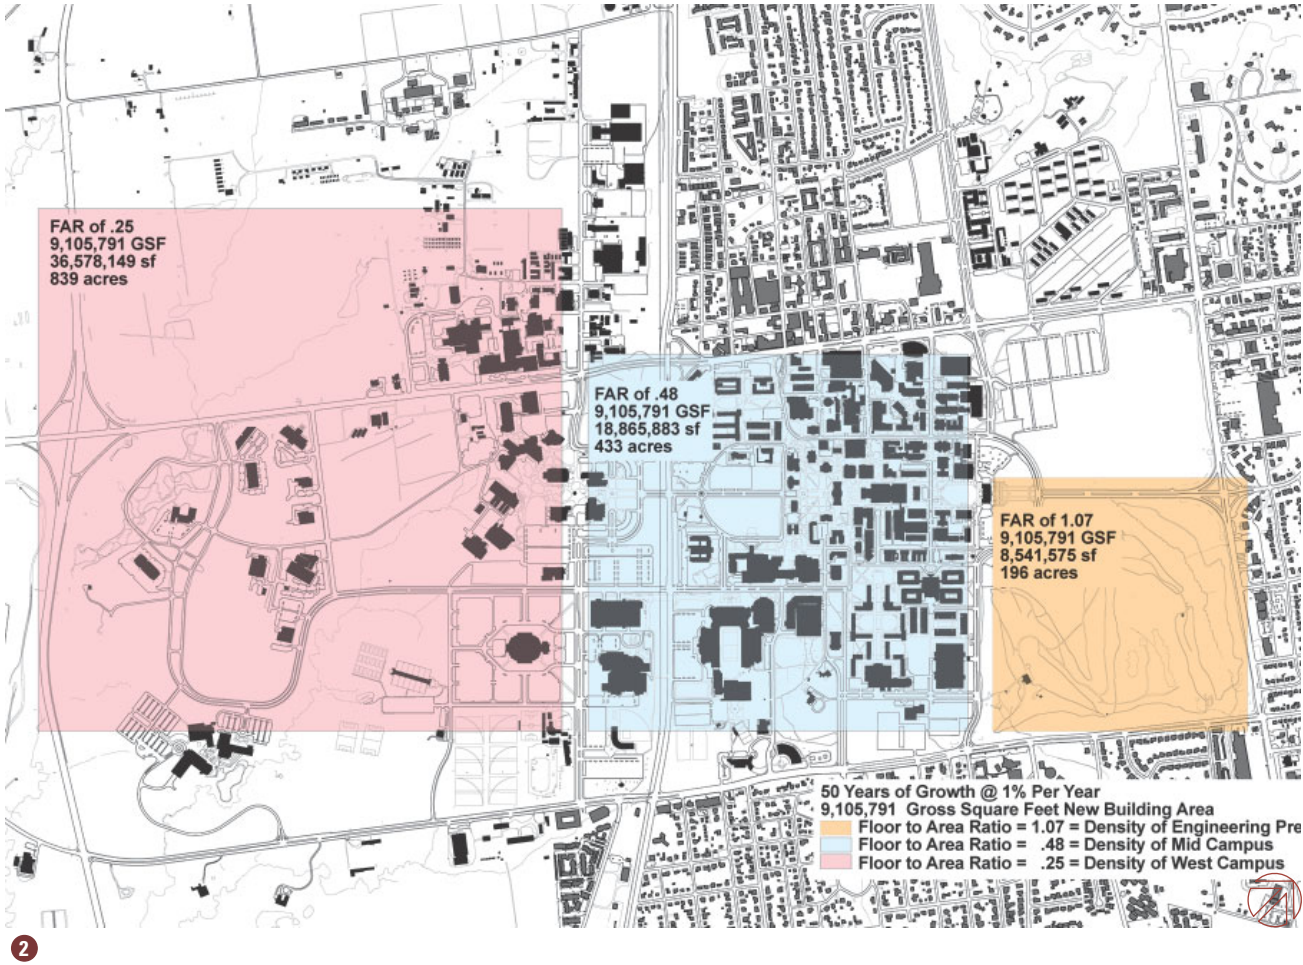 FAR of .25
9,105,791 GSF
36,578,149 sf
839 acres
FAR of .48
9,105,791 GSF
18,865,883 sf
433 acres
FAR of 1.07
9,105,791 GSF
8,541,575 sf
196 acres
50 Years of Growth @ 1% Per Year
9,105,791 Gross Square Feet New Building Area
Floor to Area Ratio = 1.07 = Density of Engineering Pre
Floor to Area Ratio = .48 = Density of Mid Campus
Floor to Area Ratio = .25 = Density of West Campus
2